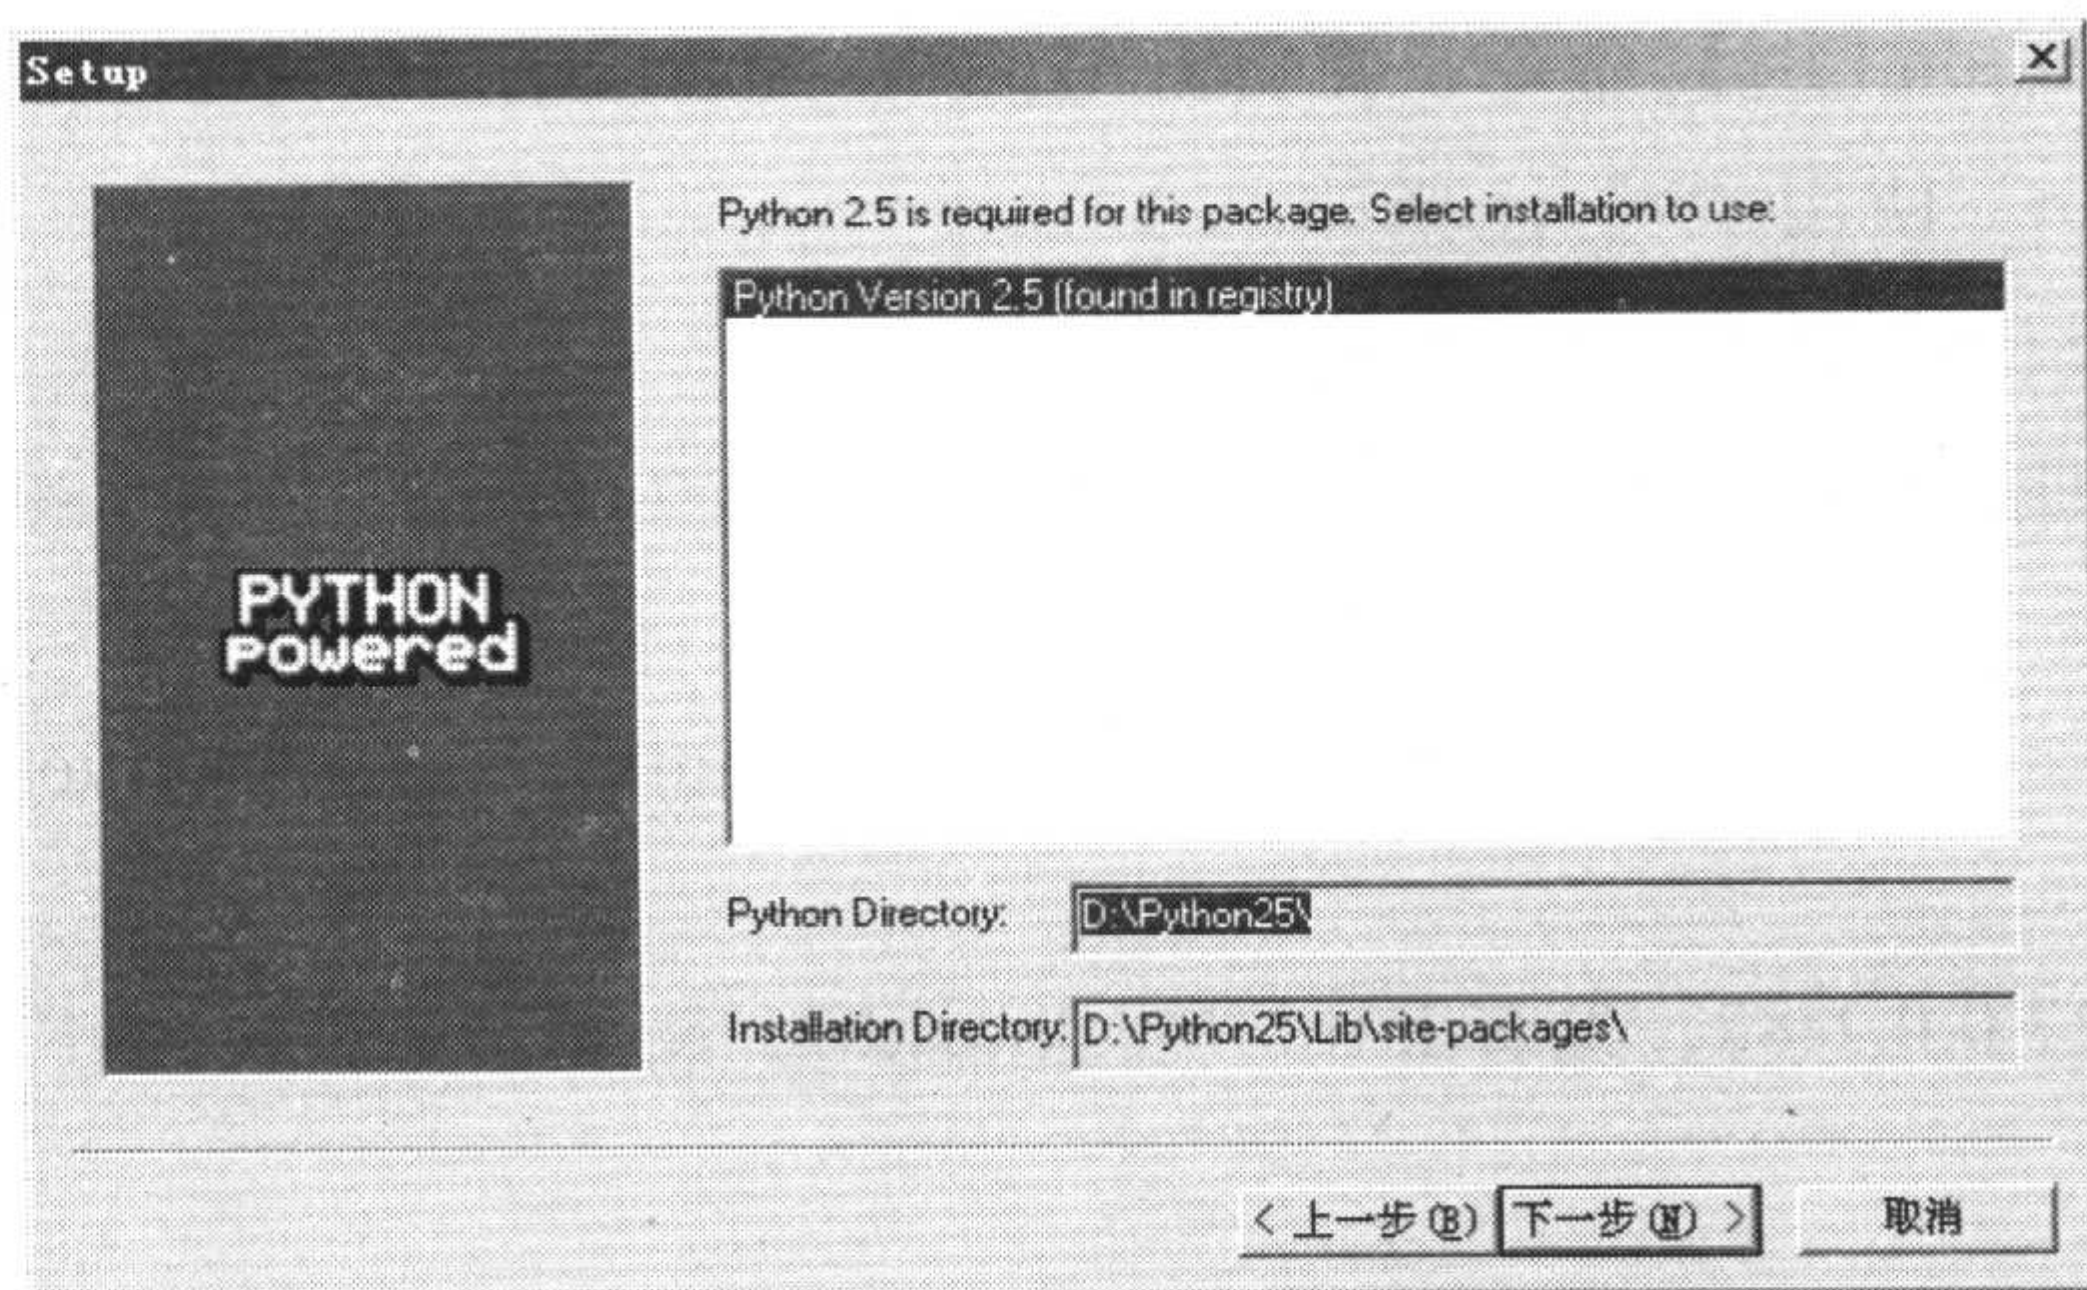 Setup
Python 2.5 is required for this package. Select installation to use:
Python Version 2.5 (found in registry)
PYTHON
powered
Python Directory: D:\Python25\
Installation Directory: D:\Python25\Lib\site-packages\
< 上一步(B) 下一步(N) > 取消